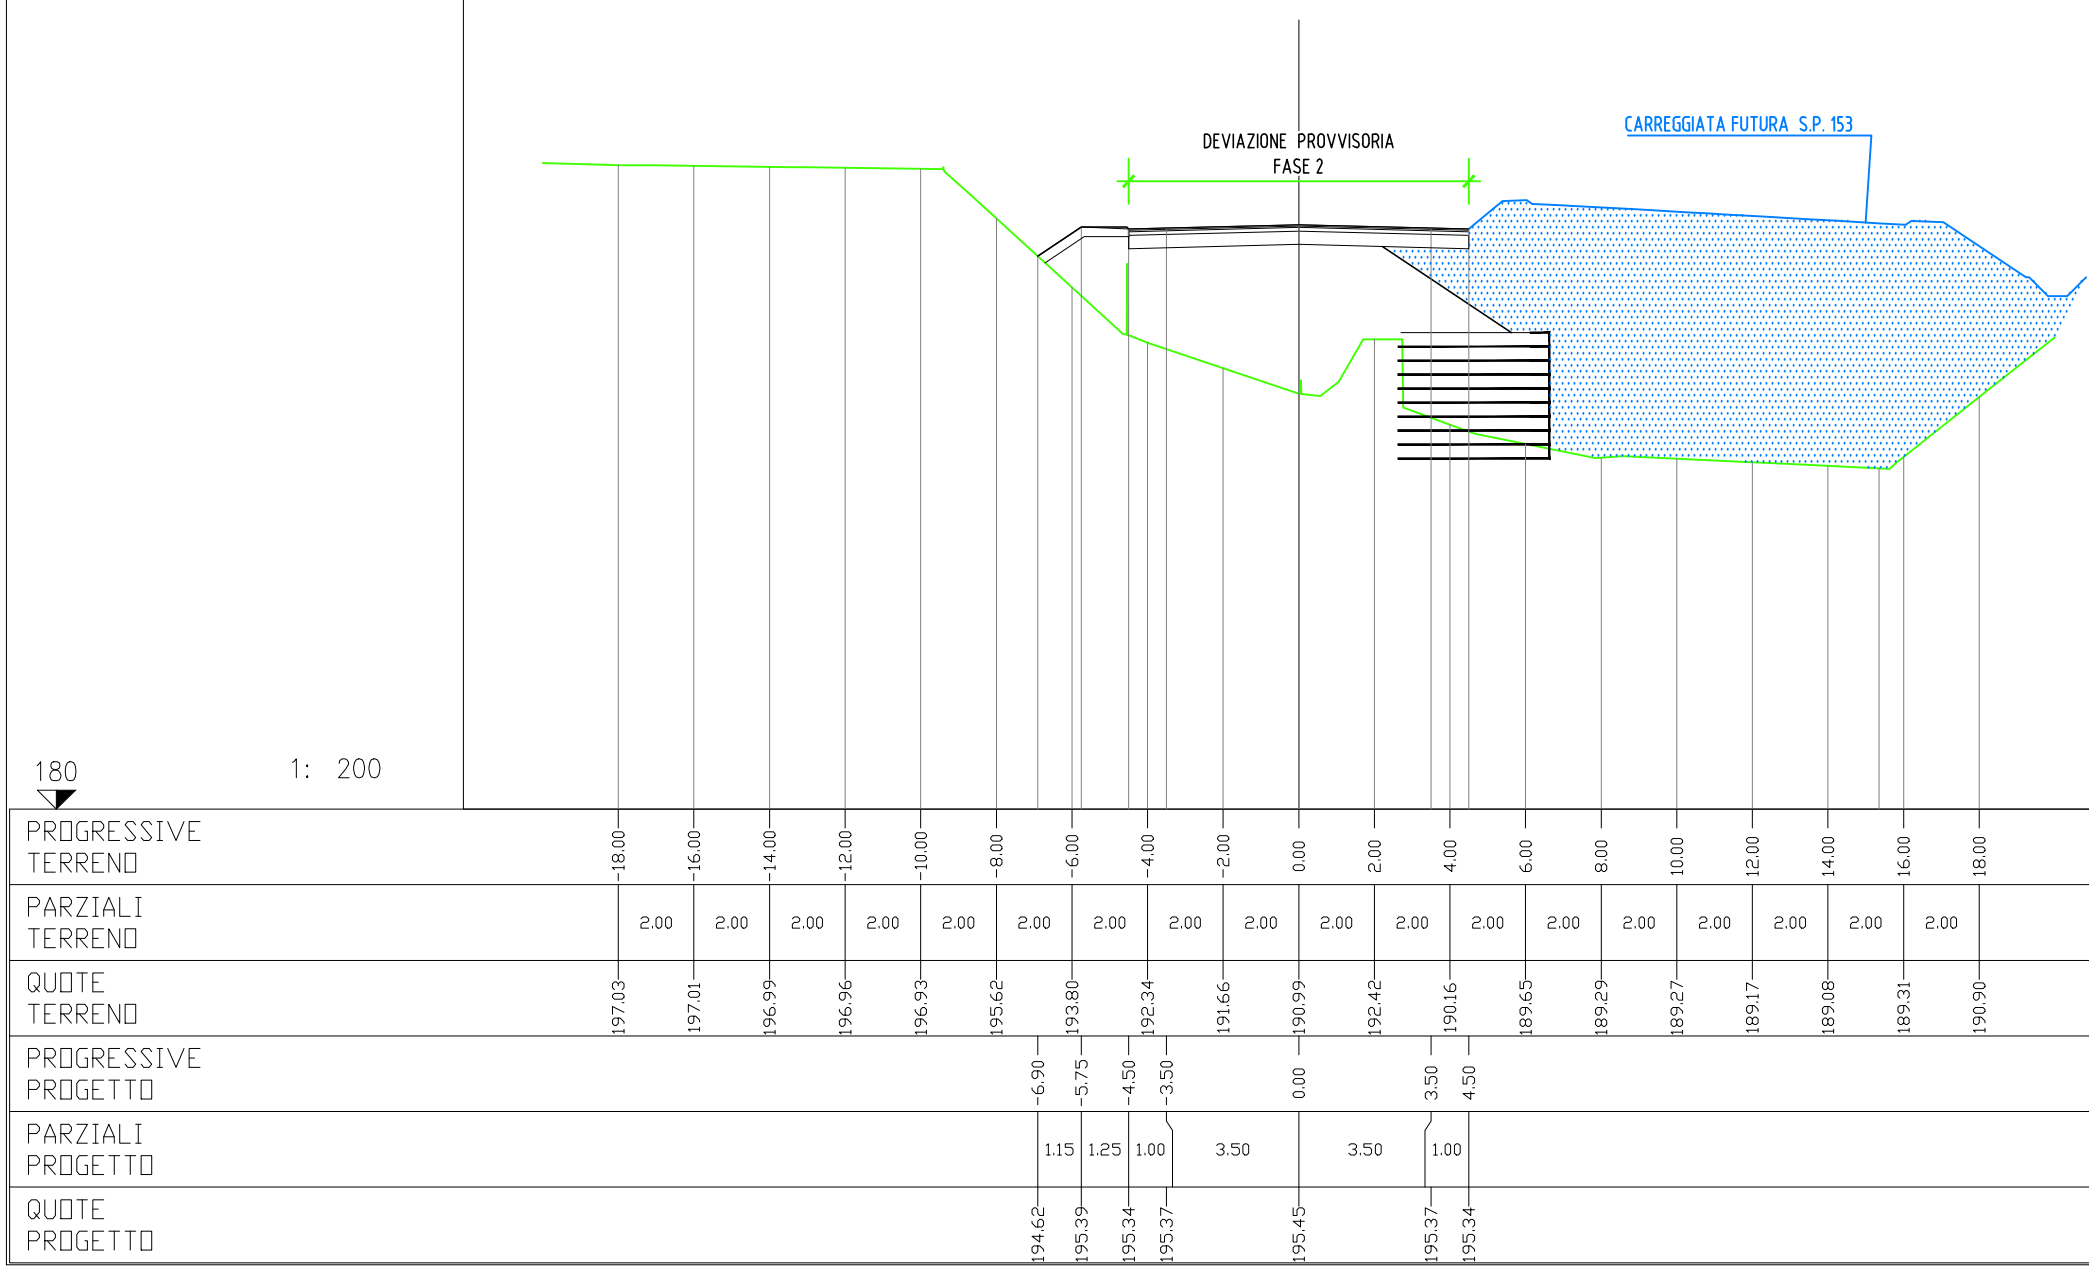 CARREGGIATA FUTURA S.P. 153
DEVIAZIONE PROVVISORIA
FASE 2
180
1: 200
PROGRESSIVE
TERRENO
-18.00 -16.00 -14.00 -12.00 -10.00 -8.00 -6.00 -4.00 -2.00 0.00 2.00 4.00 6.00 8.00 10.00 12.00 14.00 16.00 18.00
PARZIALI
TERRENO
2.00 2.00 2.00 2.00 2.00 2.00 2.00 2.00 2.00 2.00 2.00 2.00 2.00 2.00 2.00 2.00 2.00 2.00
QUOTE
TERRENO
197.03 197.01 196.99 196.96 196.93 195.62 193.80 192.34 191.66 190.99 192.42 190.16 189.65 189.29 189.27 189.17 189.08 189.31 190.90
PROGRESSIVE
PROGETTO
-6.90 -5.75 -4.50 -3.50 0.00 3.50 4.50
PARZIALI
PROGETTO
1.15 1.25 1.00 3.50 3.50 1.00
QUOTE
PROGETTO
194.62 195.39 195.34 195.37 195.45 195.37 195.34